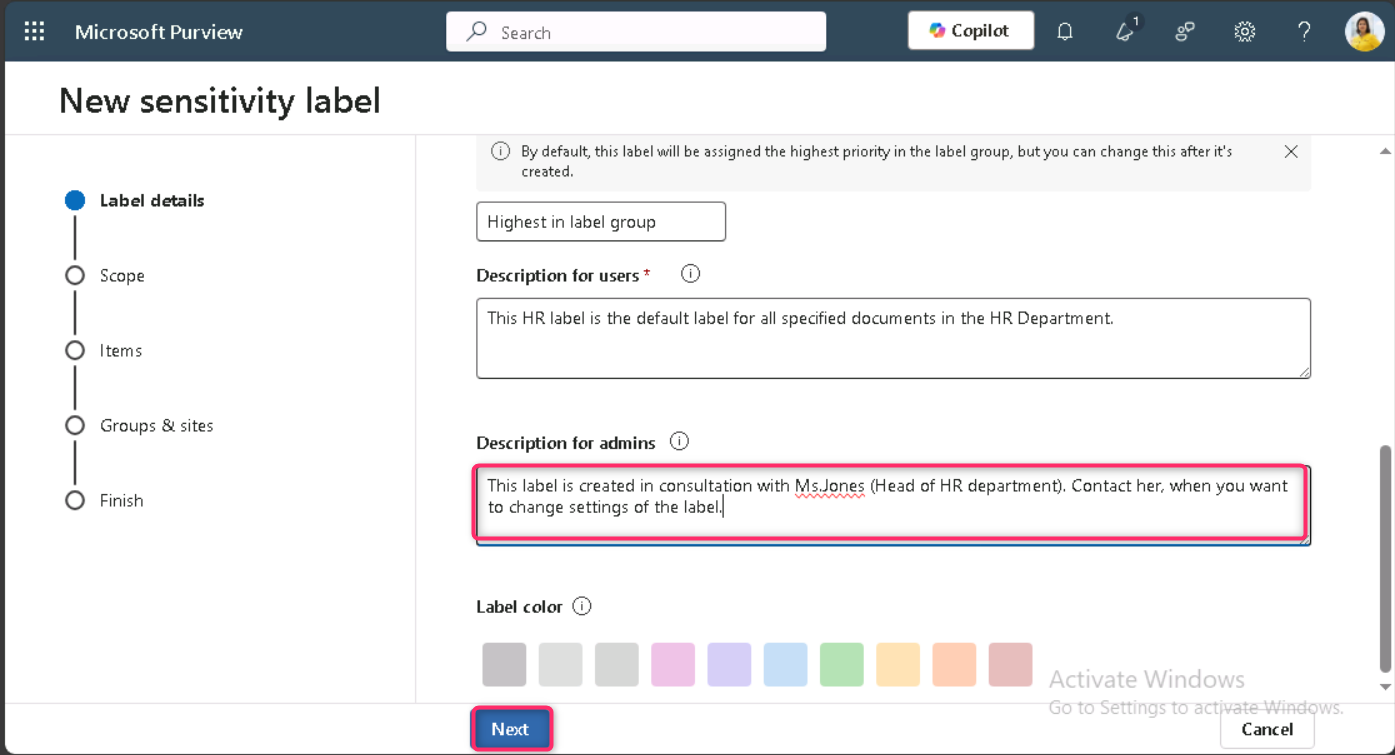 Microsoft Purview
Search
Copilot
1
New sensitivity label
Label details
Scope
Items
Groups & sites
Finish
By default, this label will be assigned the highest priority in the label group, but you can change this after it's
created.
Highest in label group
Description for users *
This HR label is the default label for all specified documents in the HR Department.
Description for admins
This label is created in consultation with Ms.Jones (Head of HR department). Contact her, when you want
to change settings of the label.
Label color
Activate Windows
Go to Settings to activate Windows.
Next
Cancel